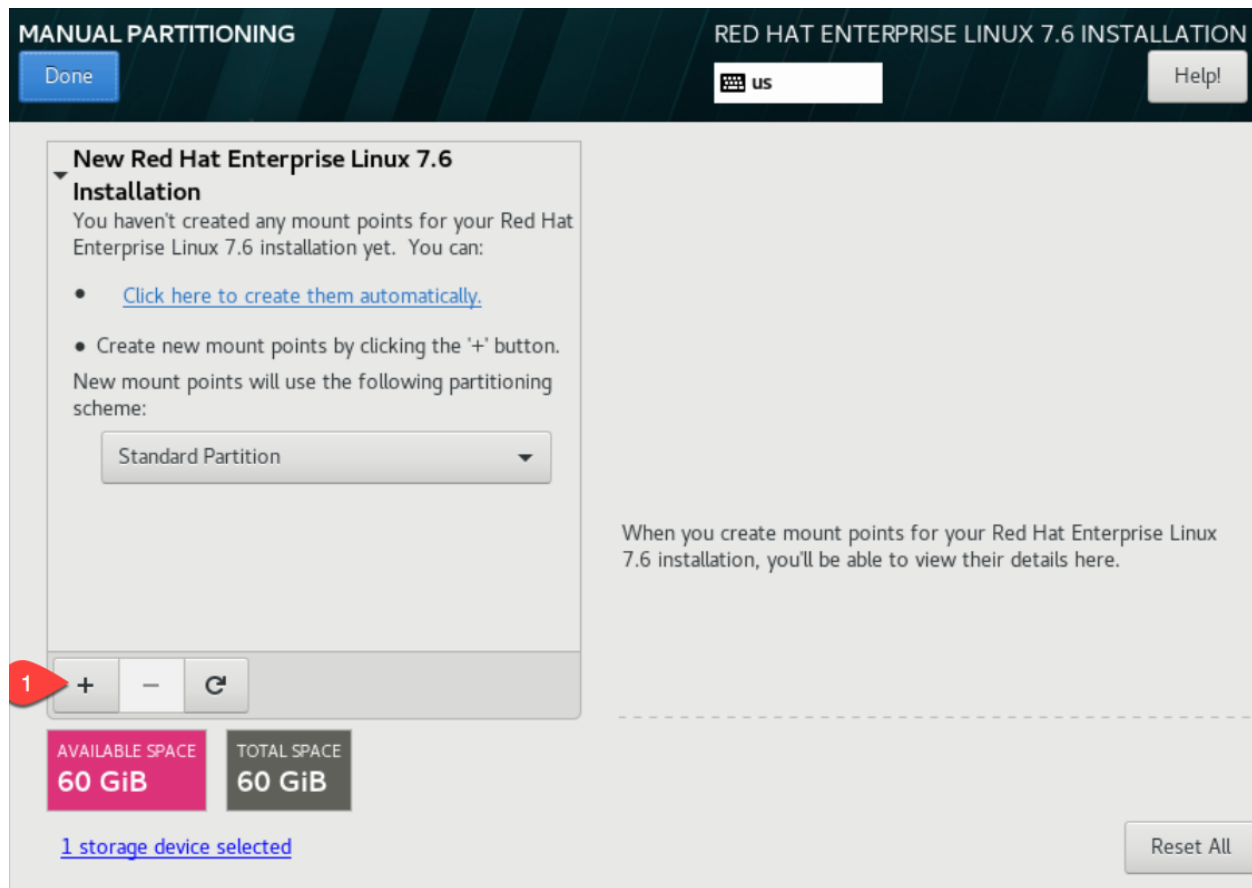 MANUAL PARTITIONING
RED HAT ENTERPRISE LINUX 7.6 INSTALLATION
Done
us
Help!
New Red Hat Enterprise Linux 7.6
Installation
You haven't created any mount points for your Red Hat
Enterprise Linux 7.6 installation yet.  You can:
• Click here to create them automatically.
• Create new mount points by clicking the '+' button.
New mount points will use the following partitioning
scheme:
Standard Partition
When you create mount points for your Red Hat Enterprise Linux
7.6 installation, you'll be able to view their details here.
1
+ −
AVAILABLE SPACE
60 GiB
TOTAL SPACE
60 GiB
1 storage device selected
Reset All